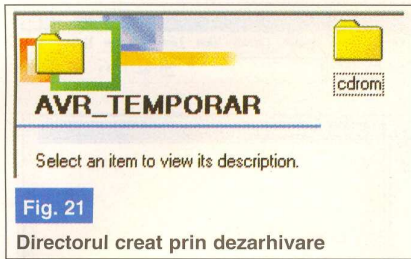 cdrom
AVR_TEMPORAR
Select an item to view its description.
Fig. 21
Directorul creat prin dezarhivare